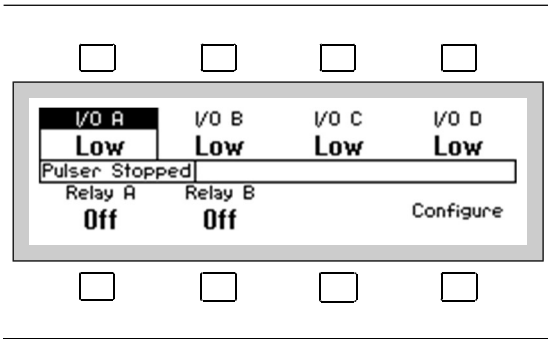 I/O A I/O B I/O C I/O D
Low Low Low Low
Pulser Stopped
Relay A Relay B
Off Off Configure